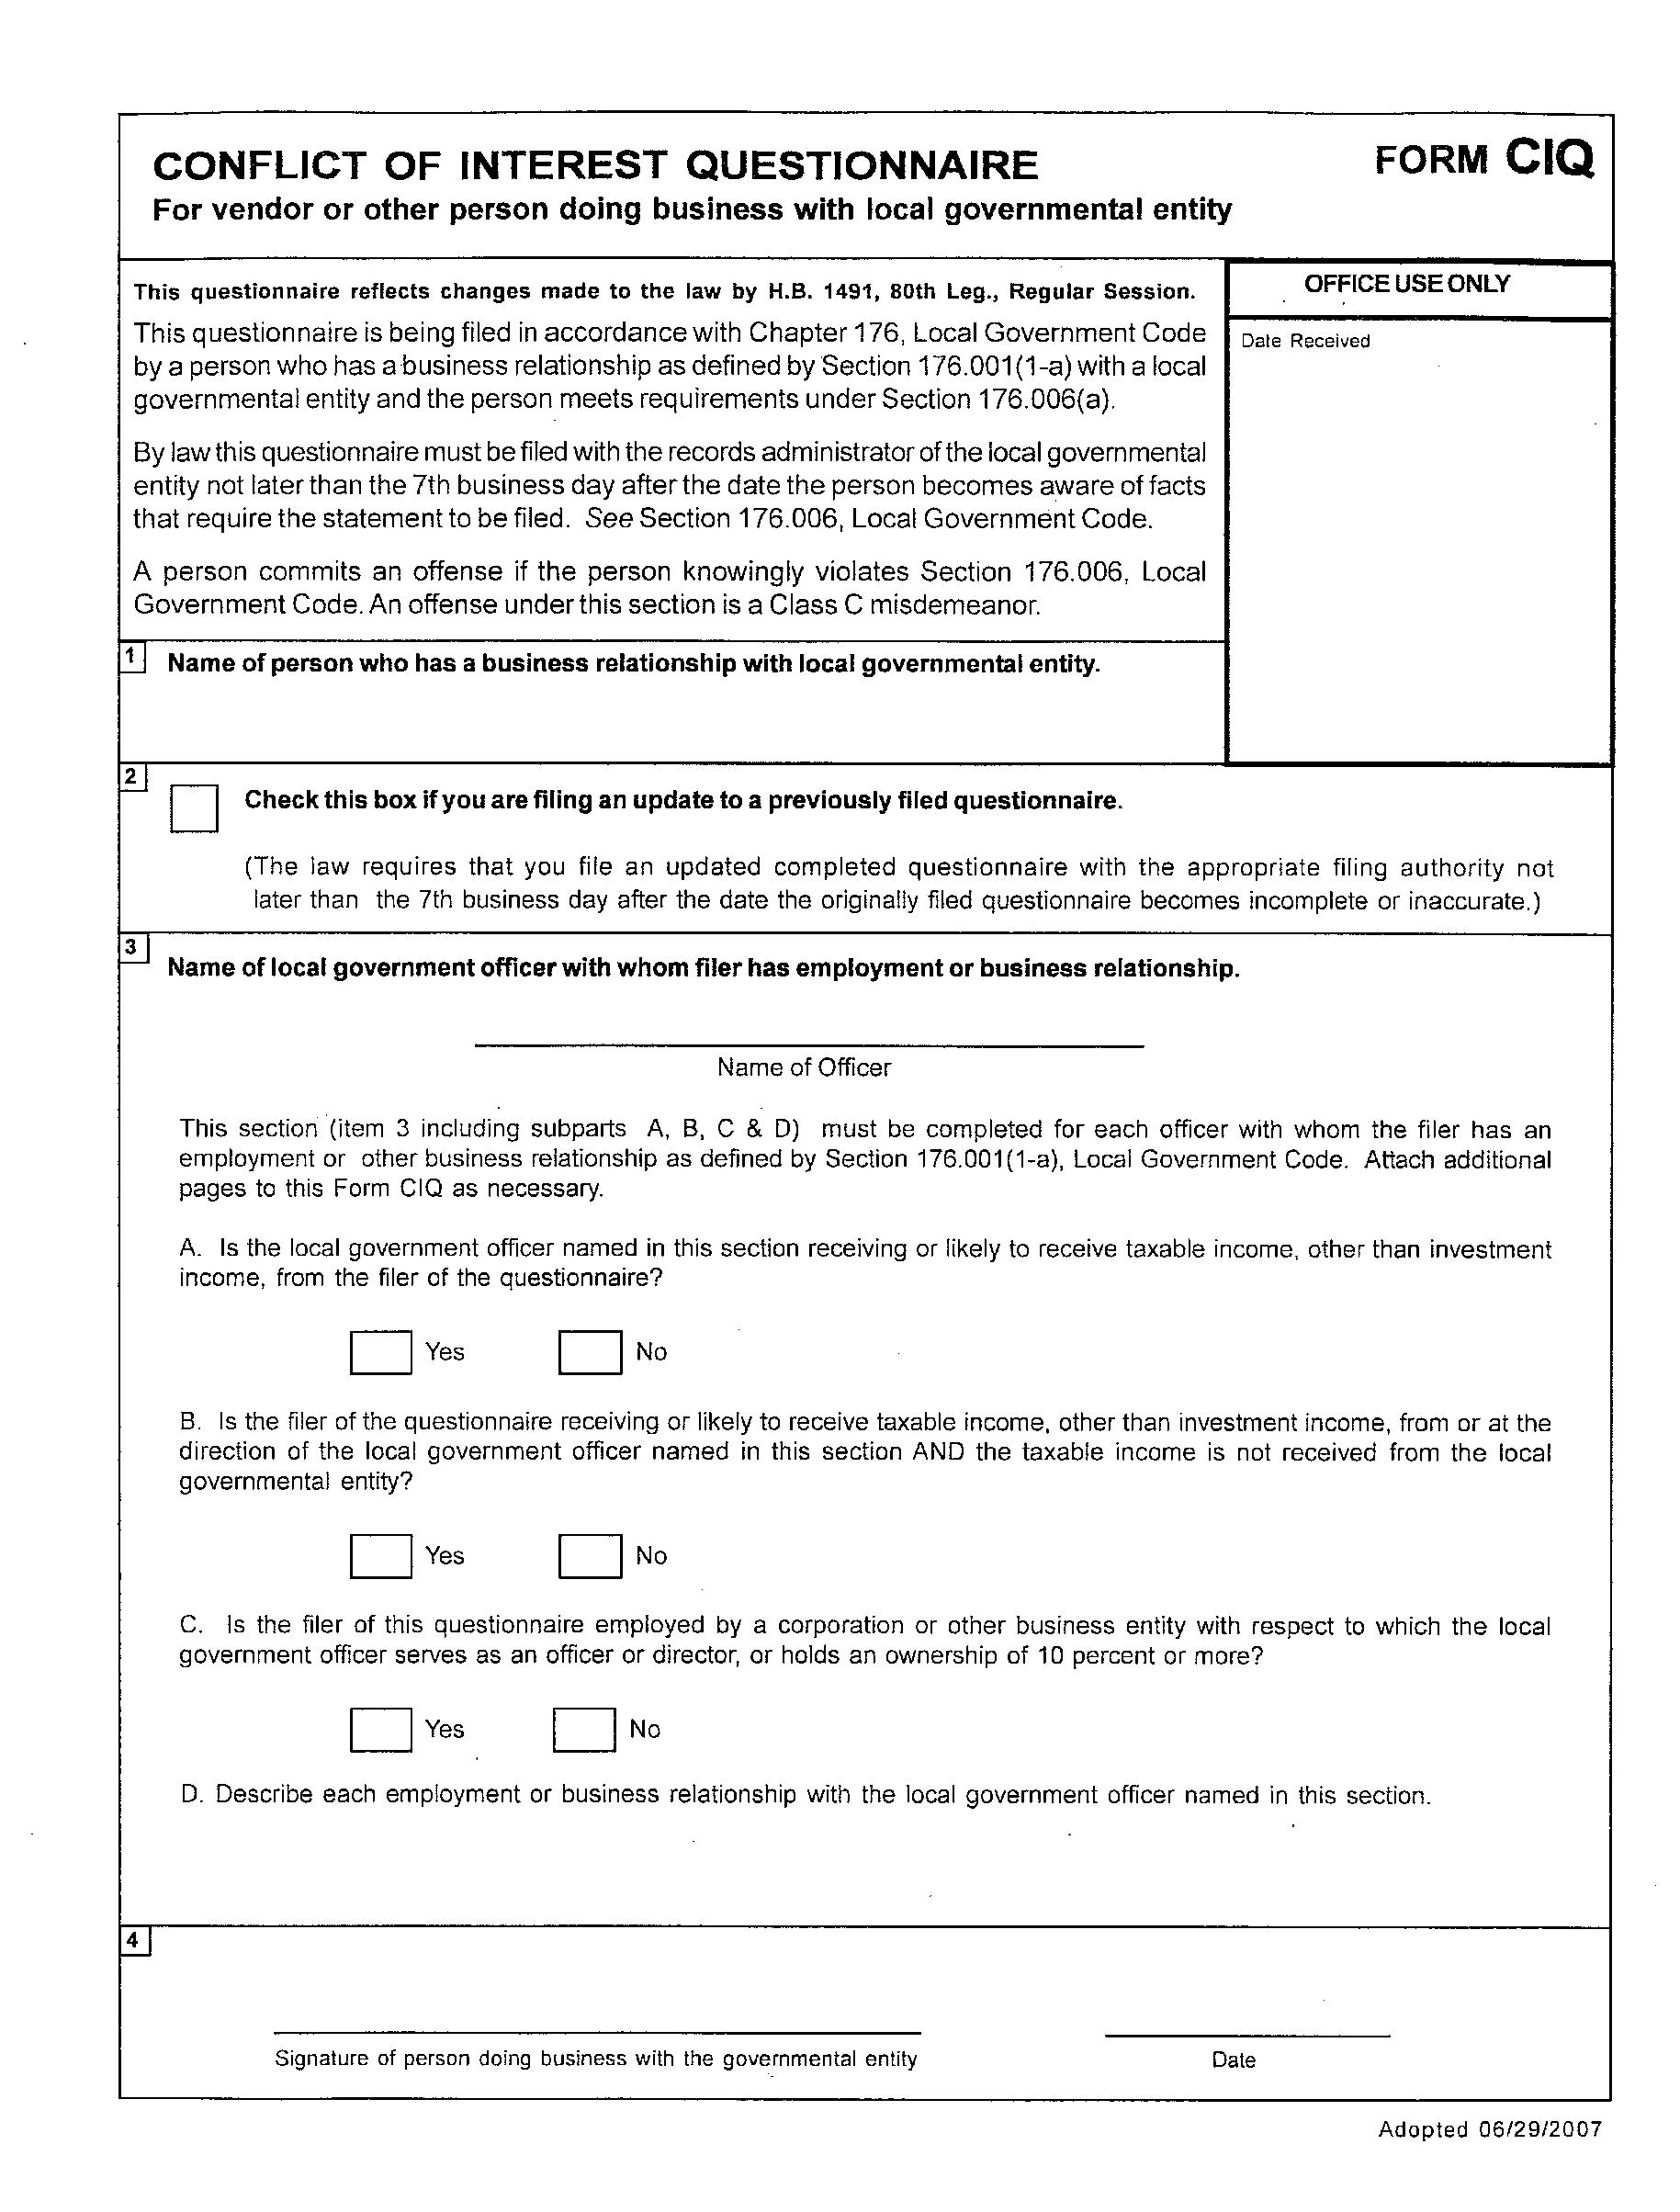 CONFLICT OF INTEREST QUESTIONNAIRE
FORM CIQ
For vendor or other person doing business with local governmental entity
This questionnaire reflects changes made to the law by H.B. 1491, 80th Leg., Regular Session.
OFFICE USE ONLY
This questionnaire is being filed in accordance with Chapter 176, Local Government Code
by a person who has a business relationship as defined by Section 176.001(1-a) with a local
governmental entity and the person meets requirements under Section 176.006(a).
Date Received
By law this questionnaire must be filed with the records administrator of the local governmental
entity not later than the 7th business day after the date the person becomes aware of facts
that require the statement to be filed. See Section 176.006, Local Government Code.
A person commits an offense if the person knowingly violates Section 176.006, Local
Government Code. An offense under this section is a Class C misdemeanor.
1 Name of person who has a business relationship with local governmental entity.
2
Check this box if you are filing an update to a previously filed questionnaire.
(The law requires that you file an updated completed questionnaire with the appropriate filing authority not
later than the 7th business day after the date the originally filed questionnaire becomes incomplete or inaccurate.)
3
Name of local government officer with whom filer has employment or business relationship.
Name of Officer
This section (item 3 including subparts A, B, C & D) must be completed for each officer with whom the filer has an
employment or other business relationship as defined by Section 176.001(1-a), Local Government Code. Attach additional
pages to this Form CIQ as necessary.
A. Is the local government officer named in this section receiving or likely to receive taxable income, other than investment
income, from the filer of the questionnaire?
Yes No
B. Is the filer of the questionnaire receiving or likely to receive taxable income, other than investment income, from or at the
direction of the local government officer named in this section AND the taxable income is not received from the local
governmental entity?
Yes No
C. Is the filer of this questionnaire employed by a corporation or other business entity with respect to which the local
government officer serves as an officer or director, or holds an ownership of 10 percent or more?
Yes No
D. Describe each employment or business relationship with the local government officer named in this section.
4
Signature of person doing business with the governmental entity Date
Adopted 06/29/2007